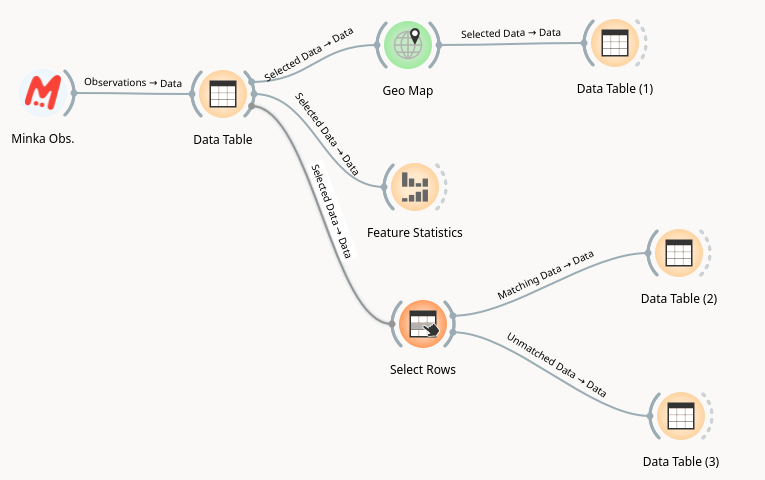 Selected Data → Data
Selected Data → Data
Geo Map
Data Table (1)
Observations → Data
Minka Obs.
Data Table
Selected Data → Data
Feature Statistics
Selected Data → Data
Matching Data → Data
Data Table (2)
Select Rows
Unmatched Data → Data
Data Table (3)